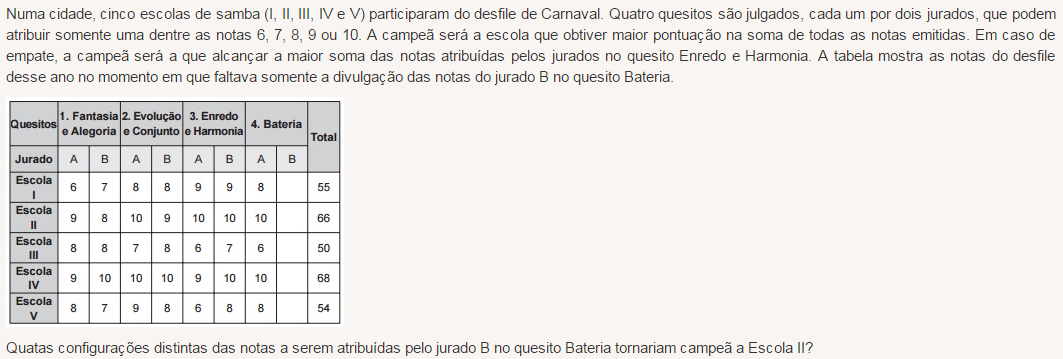 Numa cidade, cinco escolas de samba (I, II, III, IV e V) participaram do desfile de Carnaval. Quatro quesitos são julgados, cada um por dois jurados, que podem
atribuir somente uma dentre as notas 6, 7, 8, 9 ou 10. A campeã será a escola que obtiver maior pontuação na soma de todas as notas emitidas. Em caso de
empate, a campeã será a que alcançar a maior soma das notas atribuídas pelos jurados no quesito Enredo e Harmonia. A tabela mostra as notas do desfile
desse ano no momento em que faltava somente a divulgação das notas do jurado B no quesito Bateria.
Quesitos 1. Fantasia e Alegoria 2. Evolução e Conjunto 3. Enredo e Harmonia 4. Bateria Total
Jurado A B A B A B A B
Escola I 6 7 8 8 9 9 8 55
Escola II 9 8 10 9 10 10 10 66
Escola III 8 8 7 8 6 7 6 50
Escola IV 9 10 10 10 9 10 10 68
Escola V 8 7 9 8 6 8 8 54
Quatas configurações distintas das notas a serem atribuídas pelo jurado B no quesito Bateria tornariam campeã a Escola II?